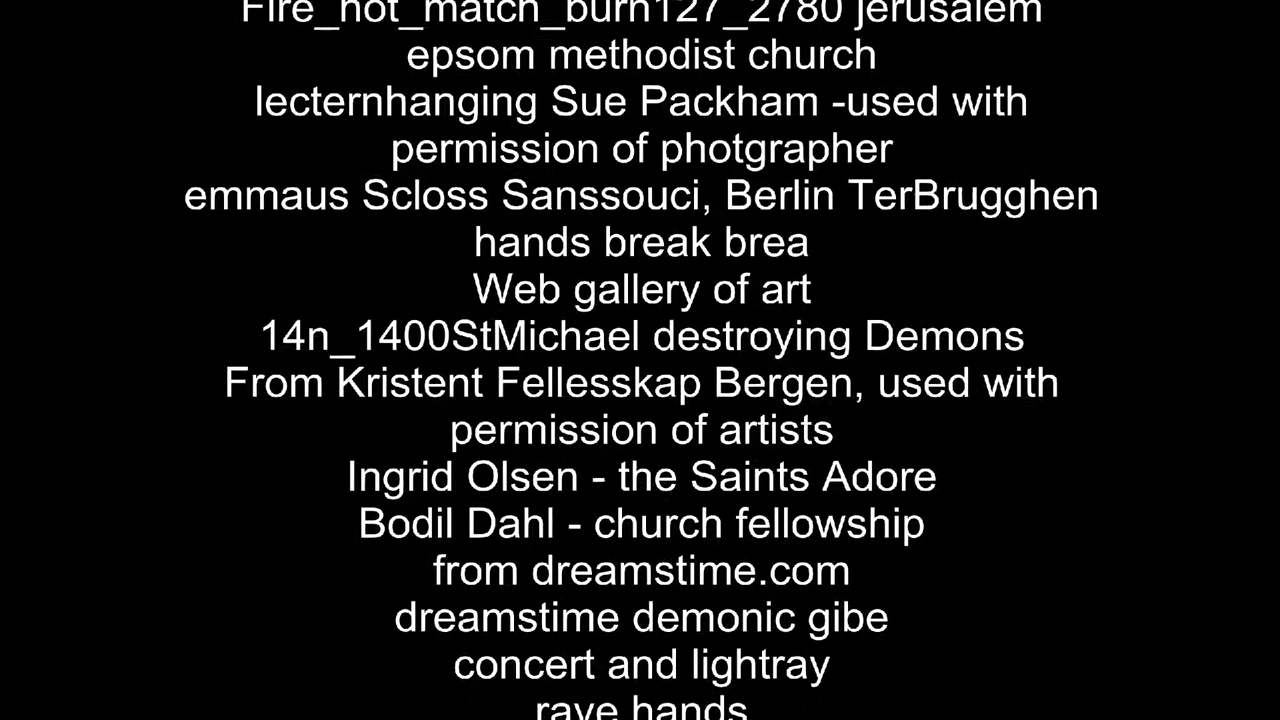 Fire_hot_match_burn127_2780 jerusalem
epsom methodist church
lecternhanging Sue Packham -used with
permission of photgrapher
emmaus Scloss Sanssouci, Berlin TerBrugghen
hands break brea
Web gallery of art
14n_1400StMichael destroying Demons
From Kristent Fellesskap Bergen, used with
permission of artists
Ingrid Olsen - the Saints Adore
Bodil Dahl - church fellowship
from dreamstime.com
dreamstime demonic gibe
concert and lightray
rave hands